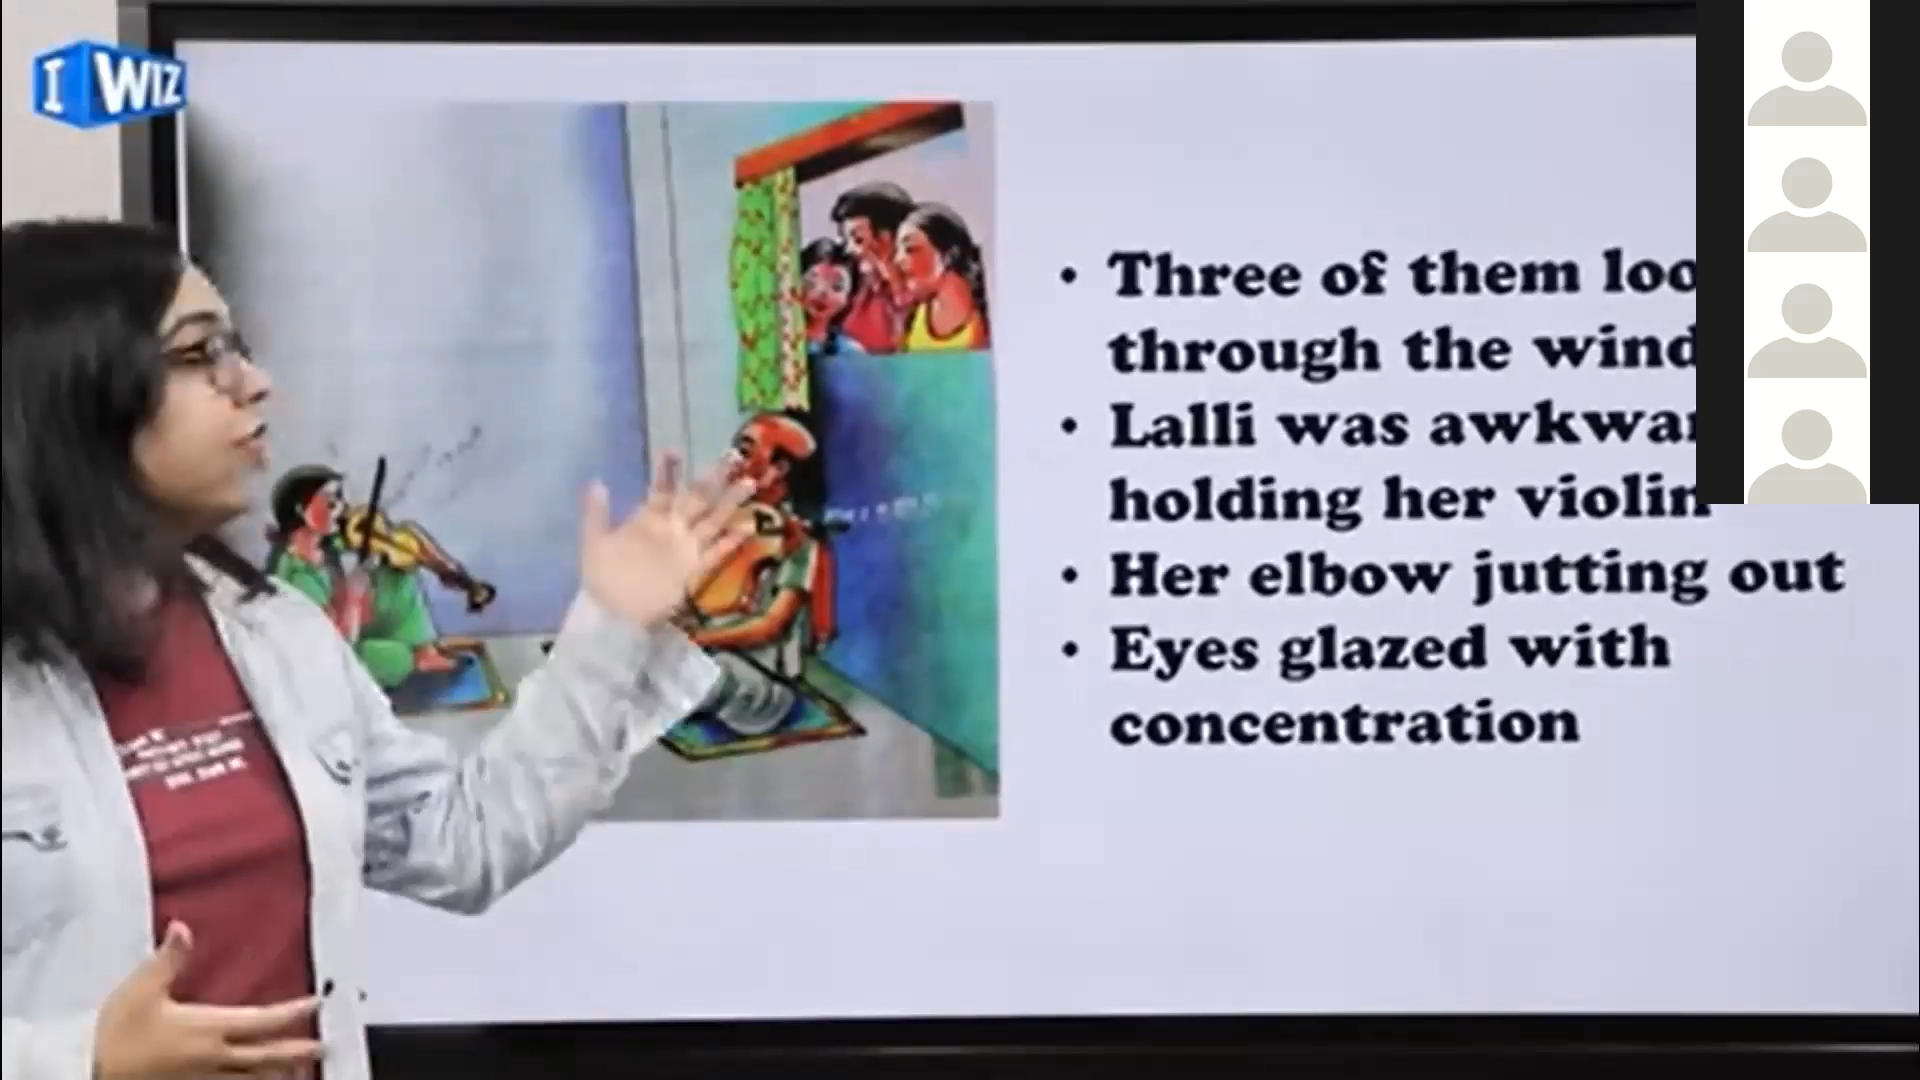 I WIZ
• Three of them loo
through the wind
• Lalli was awkwar
holding her violin
• Her elbow jutting out
• Eyes glazed with
concentration